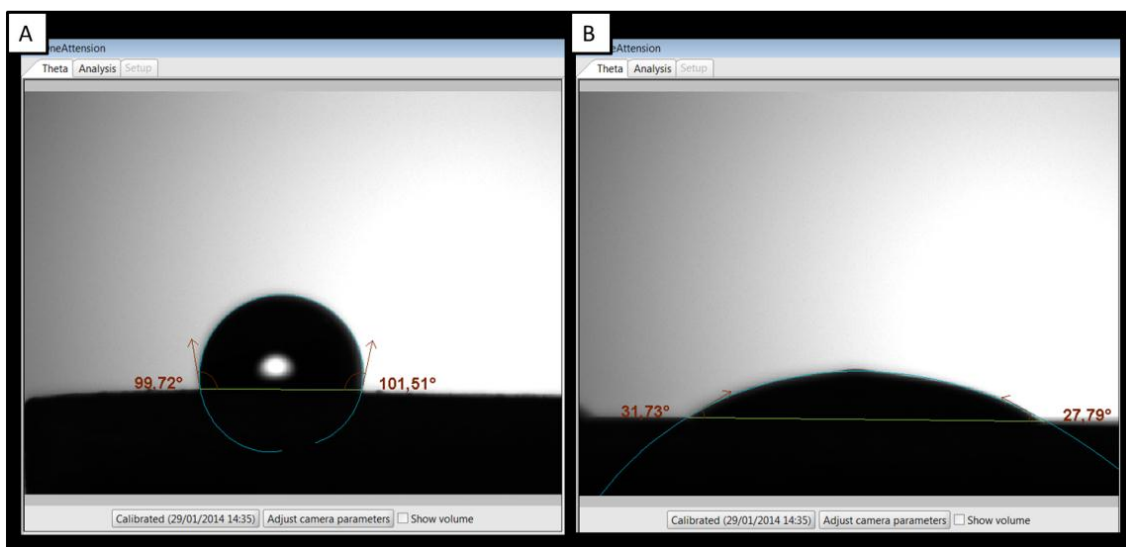 A
neAttension
Theta Analysis Setup
99.72° 101,51°
Calibrated (29/01/2014 14:35) Adjust camera parameters Show volume
B
eAttension
Theta Analysis Setup
31.73° 27.79°
Calibrated (29/01/2014 14:35) Adjust camera parameters Show volume